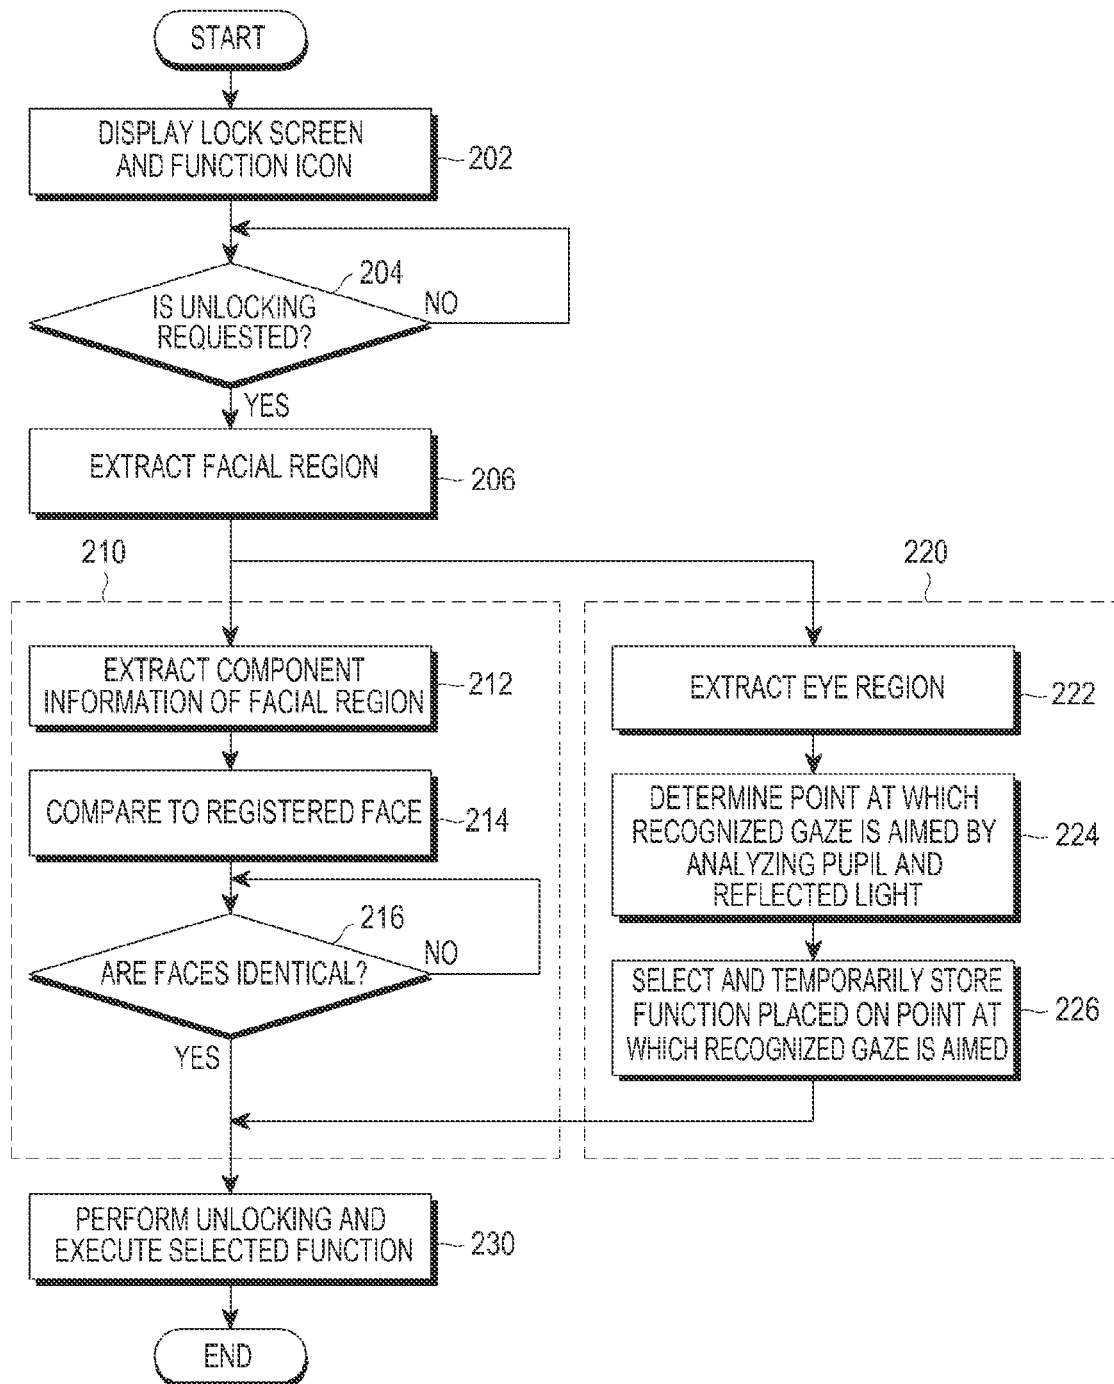 START
DISPLAY LOCK SCREEN
AND FUNCTION ICON
202
204
IS UNLOCKING
REQUESTED?
NO
YES
EXTRACT FACIAL REGION
206
210
220
EXTRACT COMPONENT
INFORMATION OF FACIAL REGION
212
COMPARE TO REGISTERED FACE
214
216
ARE FACES IDENTICAL?
NO
YES
EXTRACT EYE REGION
222
DETERMINE POINT AT WHICH
RECOGNIZED GAZE IS AIMED BY
ANALYZING PUPIL AND
REFLECTED LIGHT
224
SELECT AND TEMPORARILY STORE
FUNCTION PLACED ON POINT AT
WHICH RECOGNIZED GAZE IS AIMED
226
PERFORM UNLOCKING AND
EXECUTE SELECTED FUNCTION
230
END